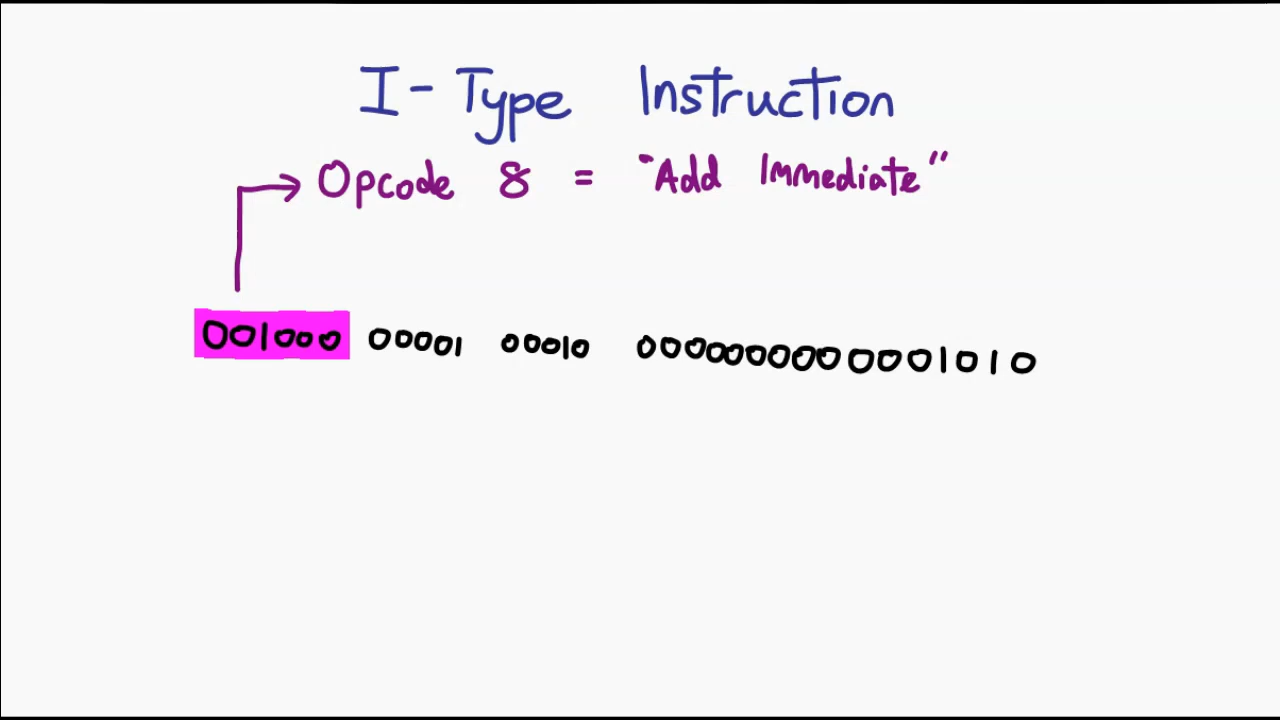 I-Type Instruction
Opcode 8 = "Add Immediate"
001000 00001 00010 0000000000001010